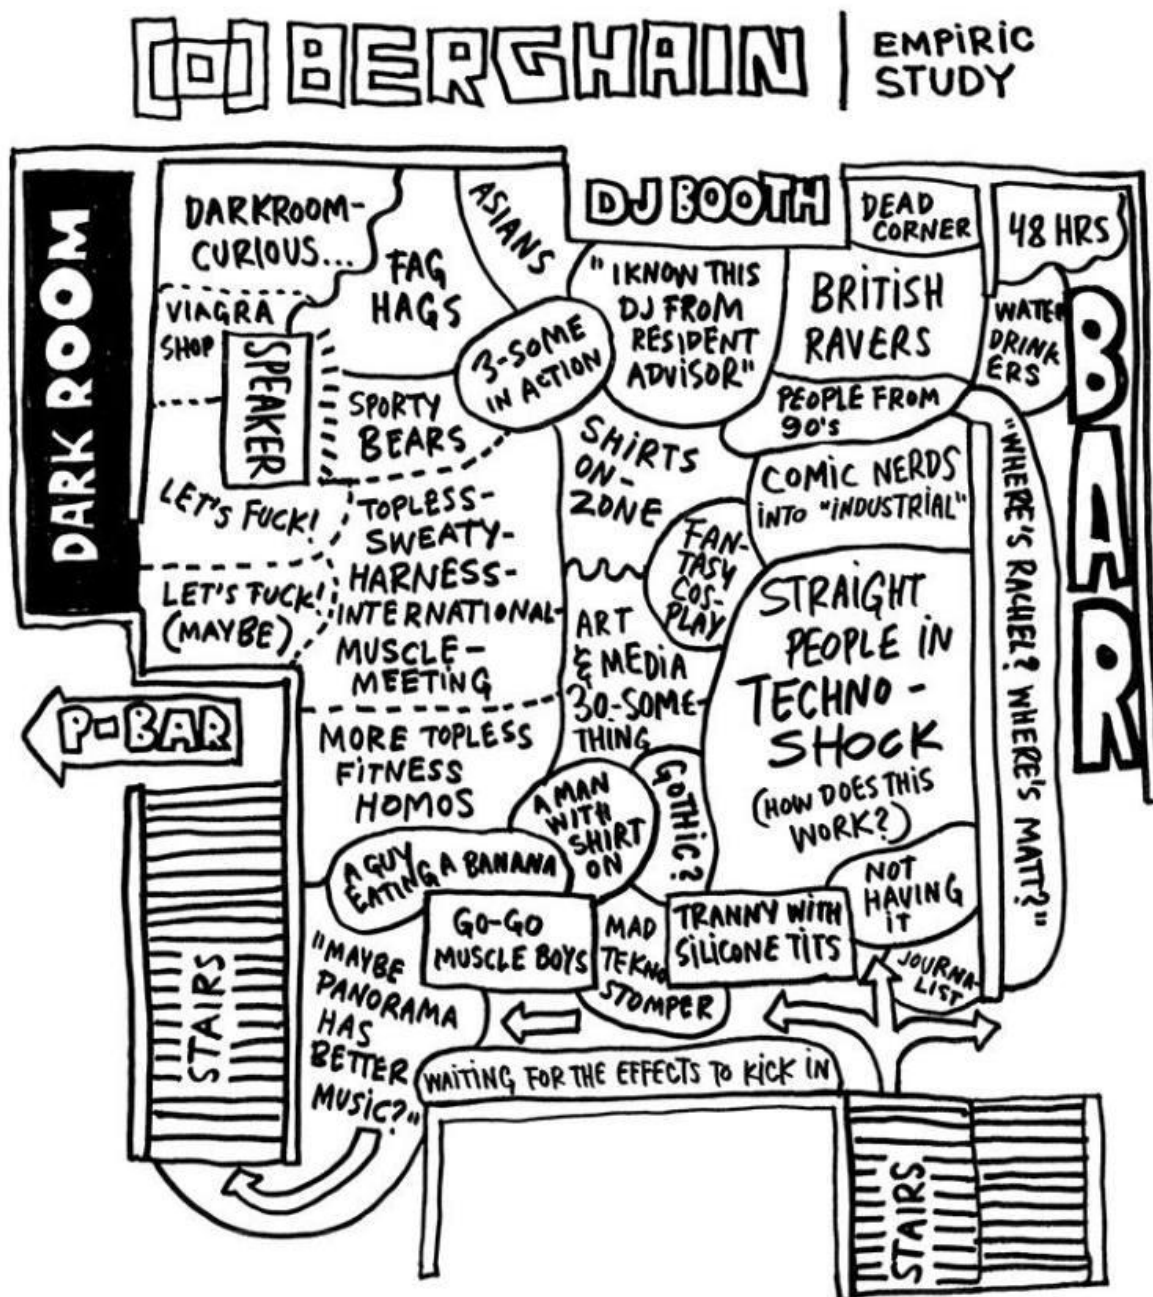 BERGHAIN
EMPIRIC
STUDY
DARK ROOM
DARKROOM-
CURIOUS...
VIAGRA
SHOP
SPEAKER
LET'S FUCK!
LET'S FUCK!
(MAYBE)
FAG
HAGS
ASIANS
3-SOME
IN ACTION
SPORTY
BEARS
TOPLESS-
SWEATY-
HARNESS-
INTERNATIONAL-
MUSCLE-
MEETING
MORE TOPLESS
FITNESS
HOMOS
DJ BOOTH
"I KNOW THIS
DJ FROM
RESIDENT
ADVISOR"
DEAD
CORNER
BRITISH
RAVERS
48 HRS
WATER
DRINK
ERS
BAR
PEOPLE FROM
90's
SHIRTS
ON-
ZONE
COMIC NERDS
INTO "INDUSTRIAL"
FAN-
TASY
COS-
PLAY
STRAIGHT
PEOPLE IN
TECHNO-
SHOCK
(HOW DOES THIS
WORK?)
"WHERE'S RACHEL? WHERE'S MATT?"
ART
& MEDIA
30-SOME-
THING
GOTHIC?
A MAN
WITH
SHIRT
ON
A GUY
EATING A BANANA
GO-GO
MUSCLE BOYS
MAD
TEKNO
STOMPER
TRANNY WITH
SILICONE TITS
NOT
HAVING
IT
JOURNA-
LIST
P-BAR
STAIRS
"MAYBE
PANORAMA
HAS
BETTER
MUSIC?"
WAITING FOR THE EFFECTS TO KICK IN
STAIRS